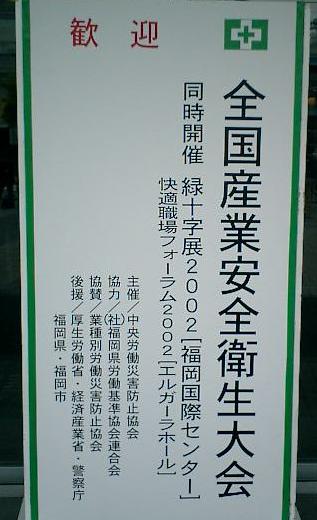 歓迎
全国産業安全衛生大会
同時開催 緑十字展2002[福岡国際センター]
快適職場フォーラム2002[エルガーラホール]
主催/中央労働災害防止協会
協力/(社)福岡県労働基準協会連合会
協賛/業種別労働災害防止協会
後援/厚生労働省・経済産業省・警察庁
福岡県・福岡市